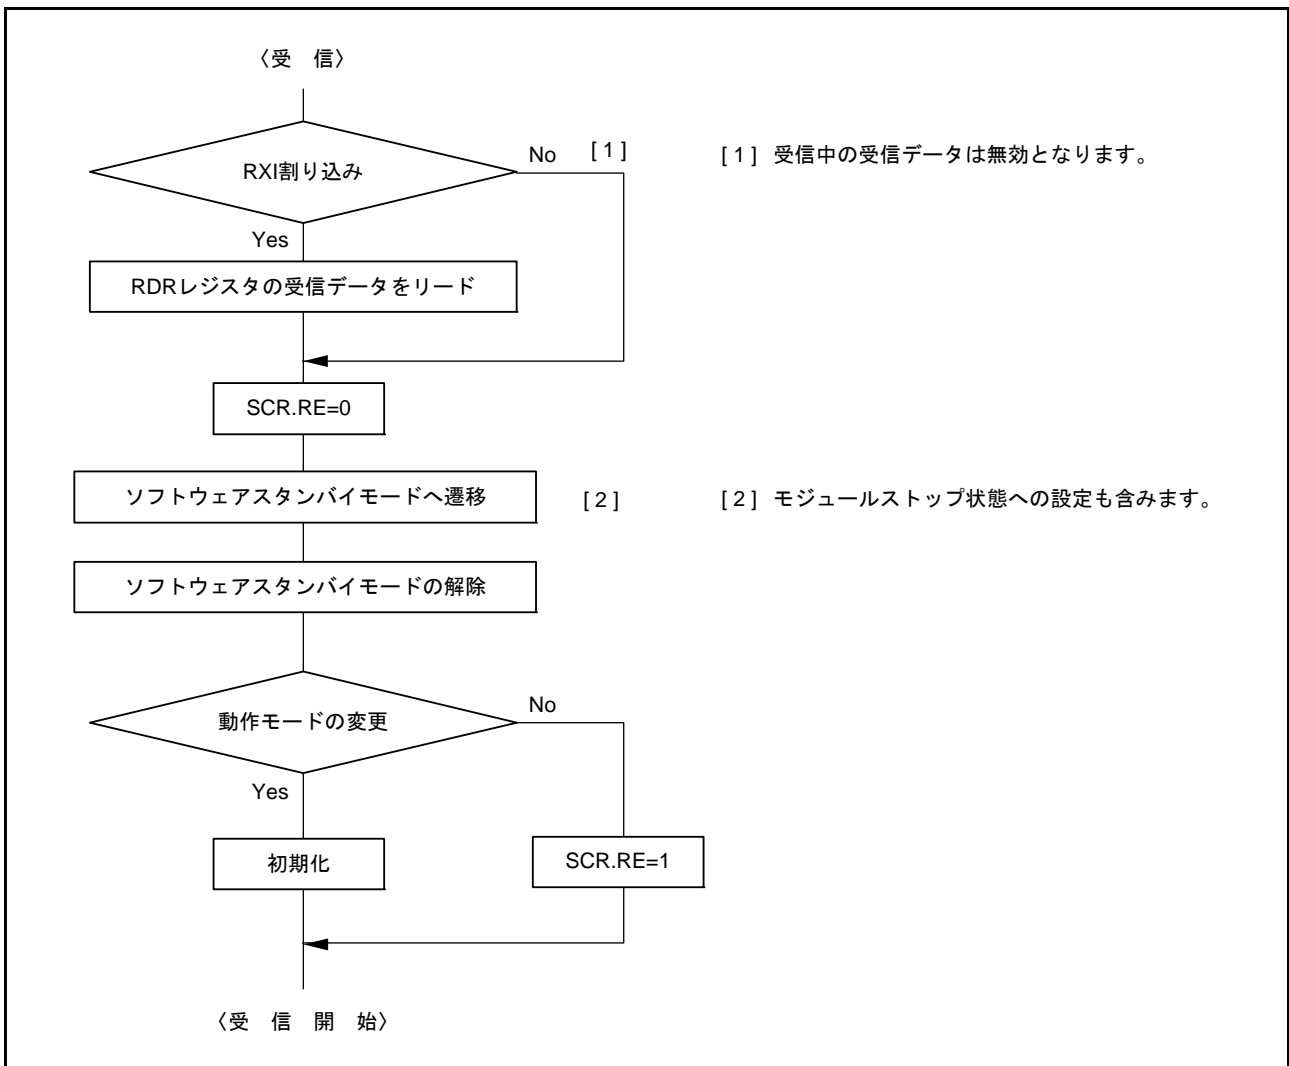 〈受　信〉
RXI割り込み
No
[1]
[1] 受信中の受信データは無効となります。
Yes
RDRレジスタの受信データをリード
SCR.RE=0
ソフトウェアスタンバイモードへ遷移
[2]
[2] モジュールストップ状態への設定も含みます。
ソフトウェアスタンバイモードの解除
動作モードの変更
No
Yes
初期化
SCR.RE=1
〈受　信　開　始〉